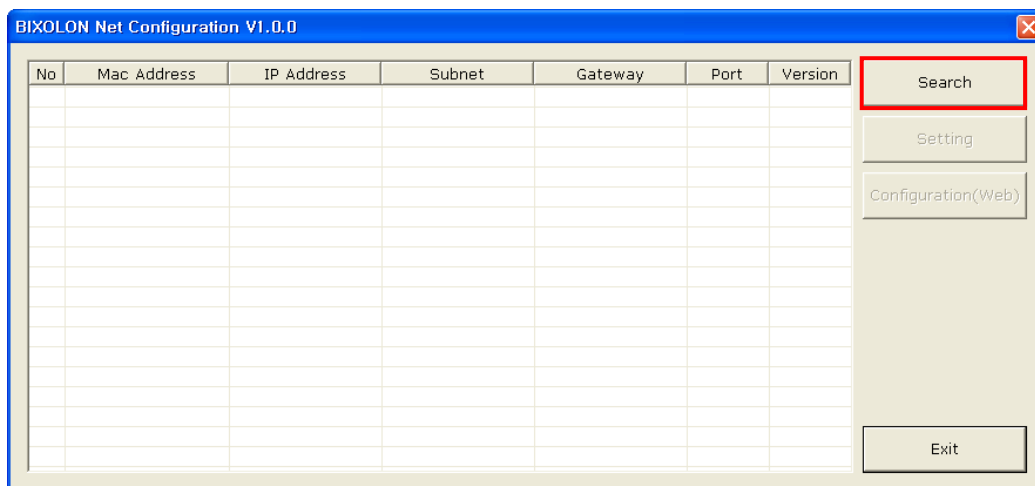 BIXOLON Net Configuration V1.0.0
No Mac Address IP Address Subnet Gateway Port Version
Search
Setting
Configuration(Web)
Exit